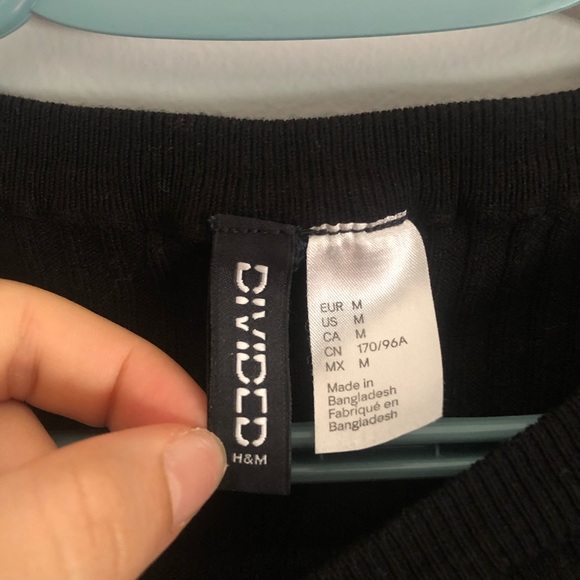 DIVIDED
H&M
EUR M
US M
CA M
CN 170/96A
MX M
Made in
Bangladesh
Fabriqué en
Bangladesh